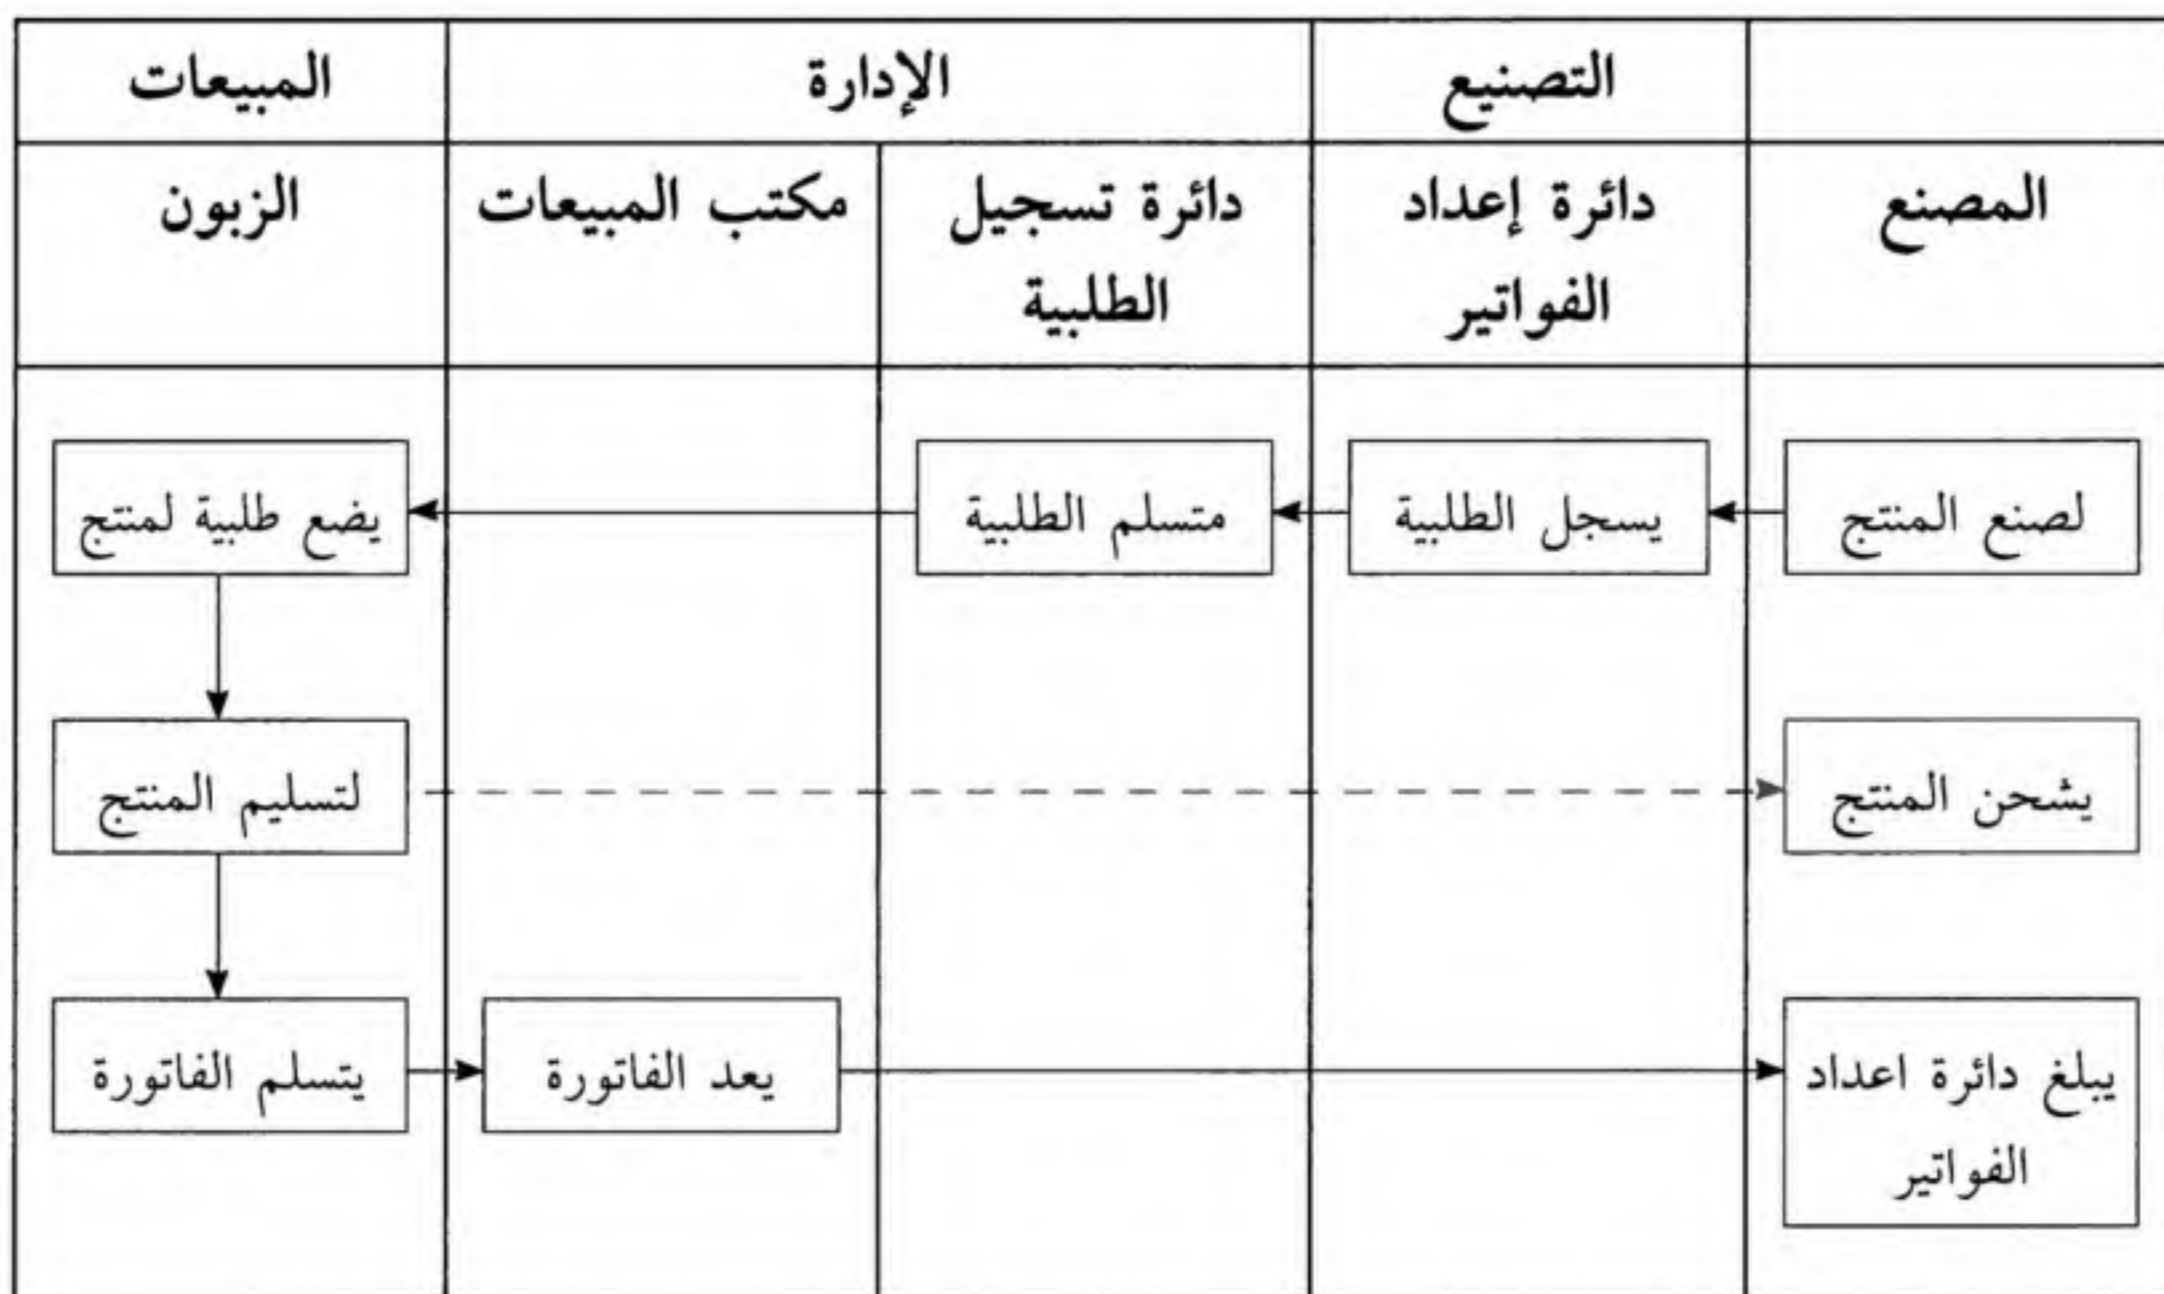 التصنيع
الإدارة
المبيعات
المصنع
دائرة إعداد
الفواتير
دائرة تسجيل
الطلبية
مكتب المبيعات
الزبون
لصنع المنتج
يسجل الطلبية
متسلم الطلبية
يضع طلبية لمنتج
يشحن المنتج
لتسليم المنتج
يبلغ دائرة اعداد
الفواتير
يعد الفاتورة
يتسلم الفاتورة